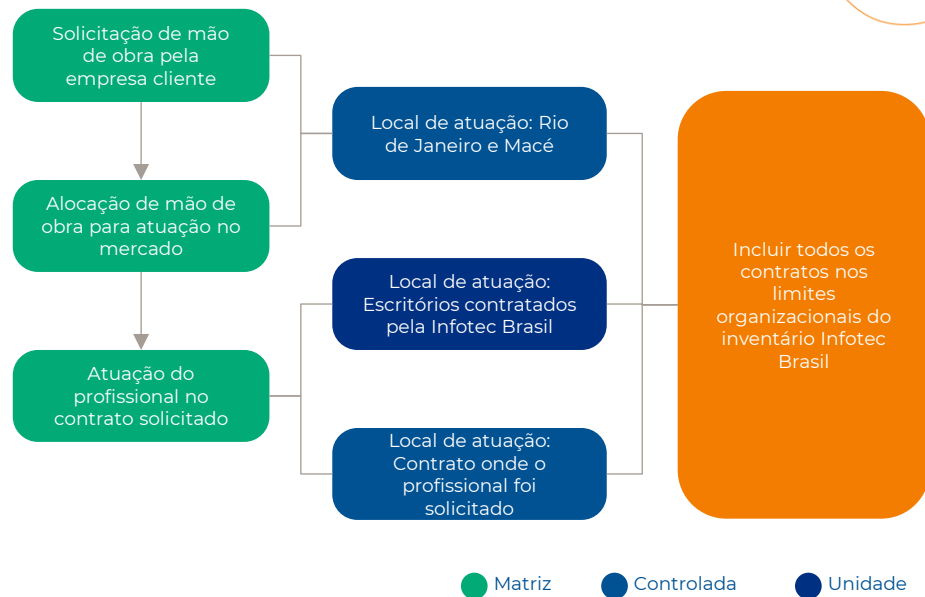 Solicitação de mão
de obra pela
empresa cliente
Local de atuação: Rio
de Janeiro e Macé
Alocação de mão de
obra para atuação no
mercado
Local de atuação:
Escritórios contratados
pela Infotec Brasil
Incluir todos os
contratos nos
limites
organizacionais do
inventário Infotec
Brasil
Atuação do
profissional no
contrato solicitado
Local de atuação:
Contrato onde o
profissional foi
solicitado
Matriz
Controlada
Unidade